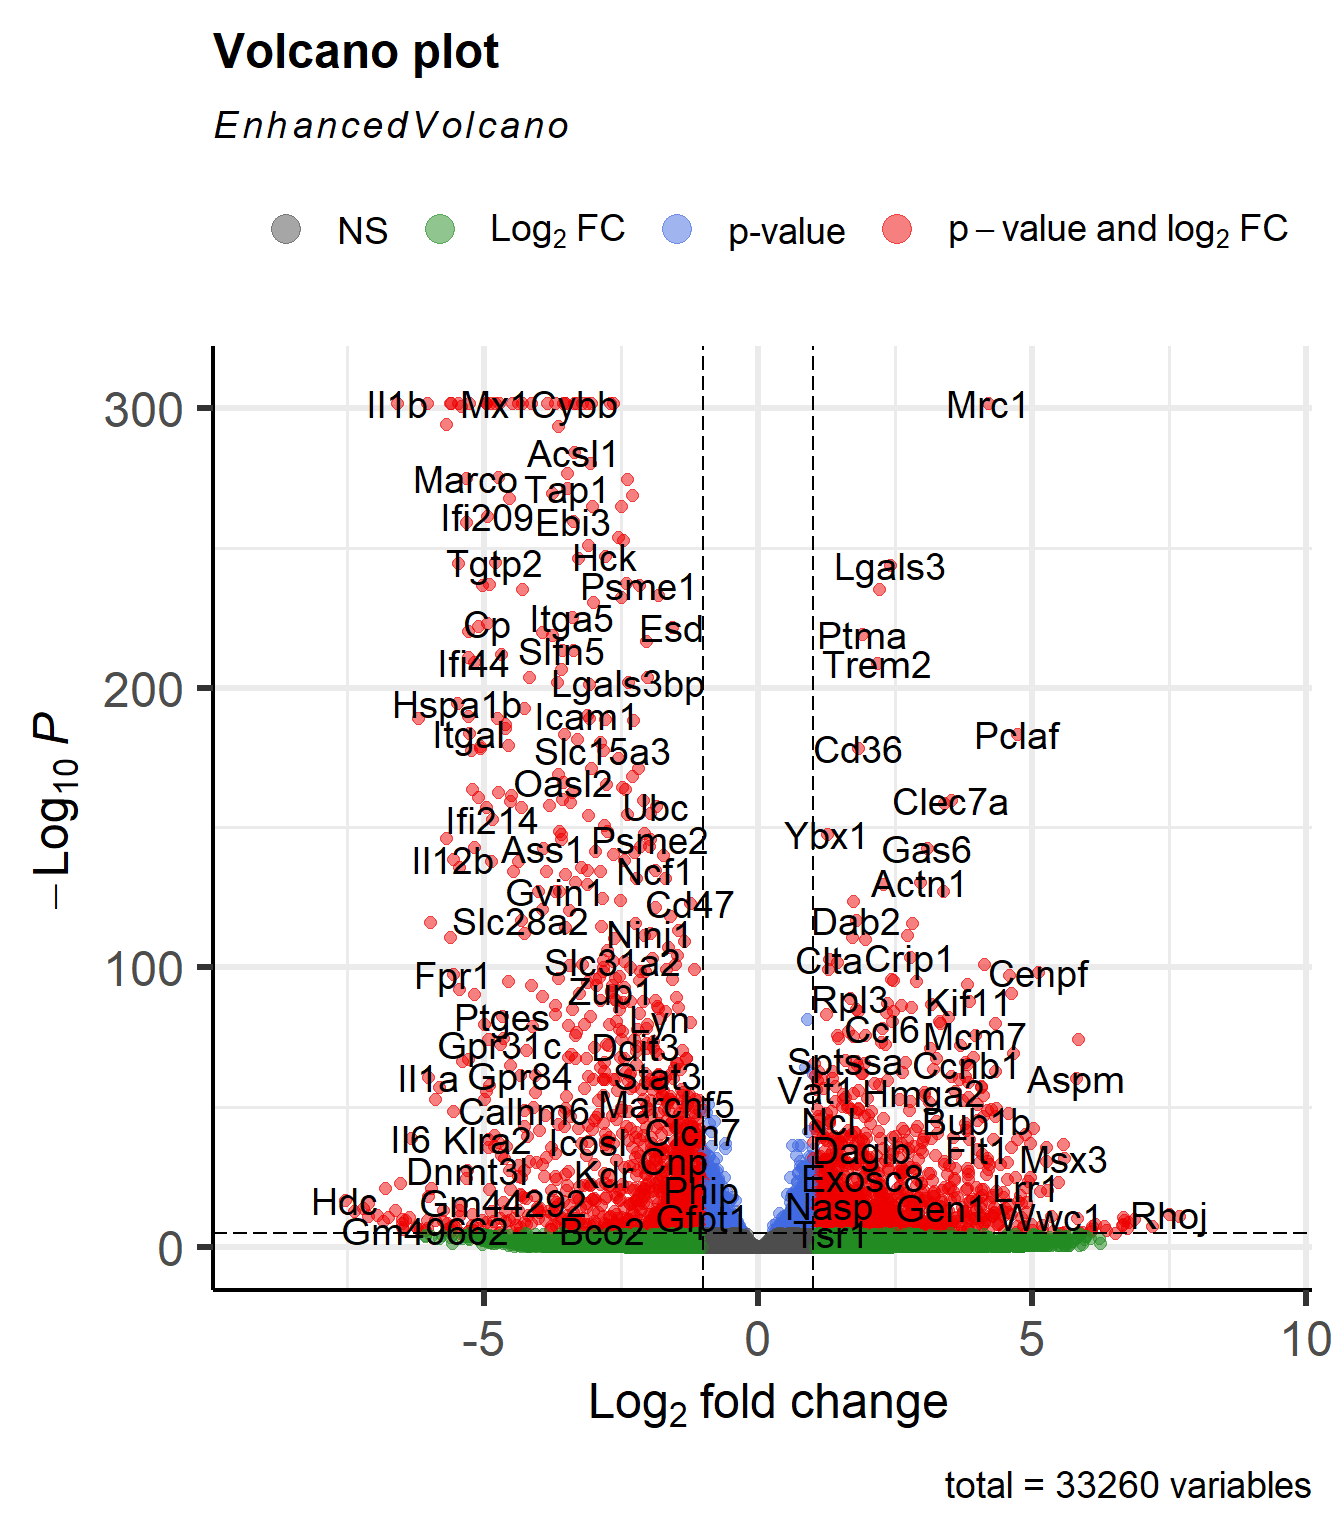 Volcano plot
EnhancedVolcano
NS Log2 FC p-value p – value and log2 FC
300
200
100
0
–Log10 P
Il1b Mx1 Cybb Mrc1
Acsl1
Marco Tap1
Ifi209 Ebi3
Tgtp2 Hck Lgals3
Psme1
Cp Itga5 Esd Ptma
Ifi44 Slfn5 Trem2
Lgals3bp
Hspa1b Icam1
Itgal Slc15a3 Cd36 Pclaf
Oasl2 Ubc Clec7a
Ifi214 Psme2 Ybx1
Il12b Ass1 Ncf1 Gas6
Gvin1 Cd47 Actn1
Slc28a2 Ninj1 Dab2
Fpr1 Slc31a2 Clta Crip1 Cenpf
Zup1 Rpl3 Kif11
Ptges Lyn Ccl6 Mcm7
Gpr31c Ddit3 Sptssa Ccnb1
Il1a Gpr84 Stat3 Vat1 Hmga2 Aspm
Calhm6 Marchf5 Ncl Bub1b
Il6 Klra2 Icosl Clcn7 Daglb Flt1 Msx3
Dnmt3l Kdr Cnp Exosc8 Lrr1
Hdc Gm44292 Phip Nasp Gen1 Wwc1 Rhoj
Gm49662 Bco2 Gfpt1 Tsr1
-5 0 5 10
Log2 fold change
total = 33260 variables